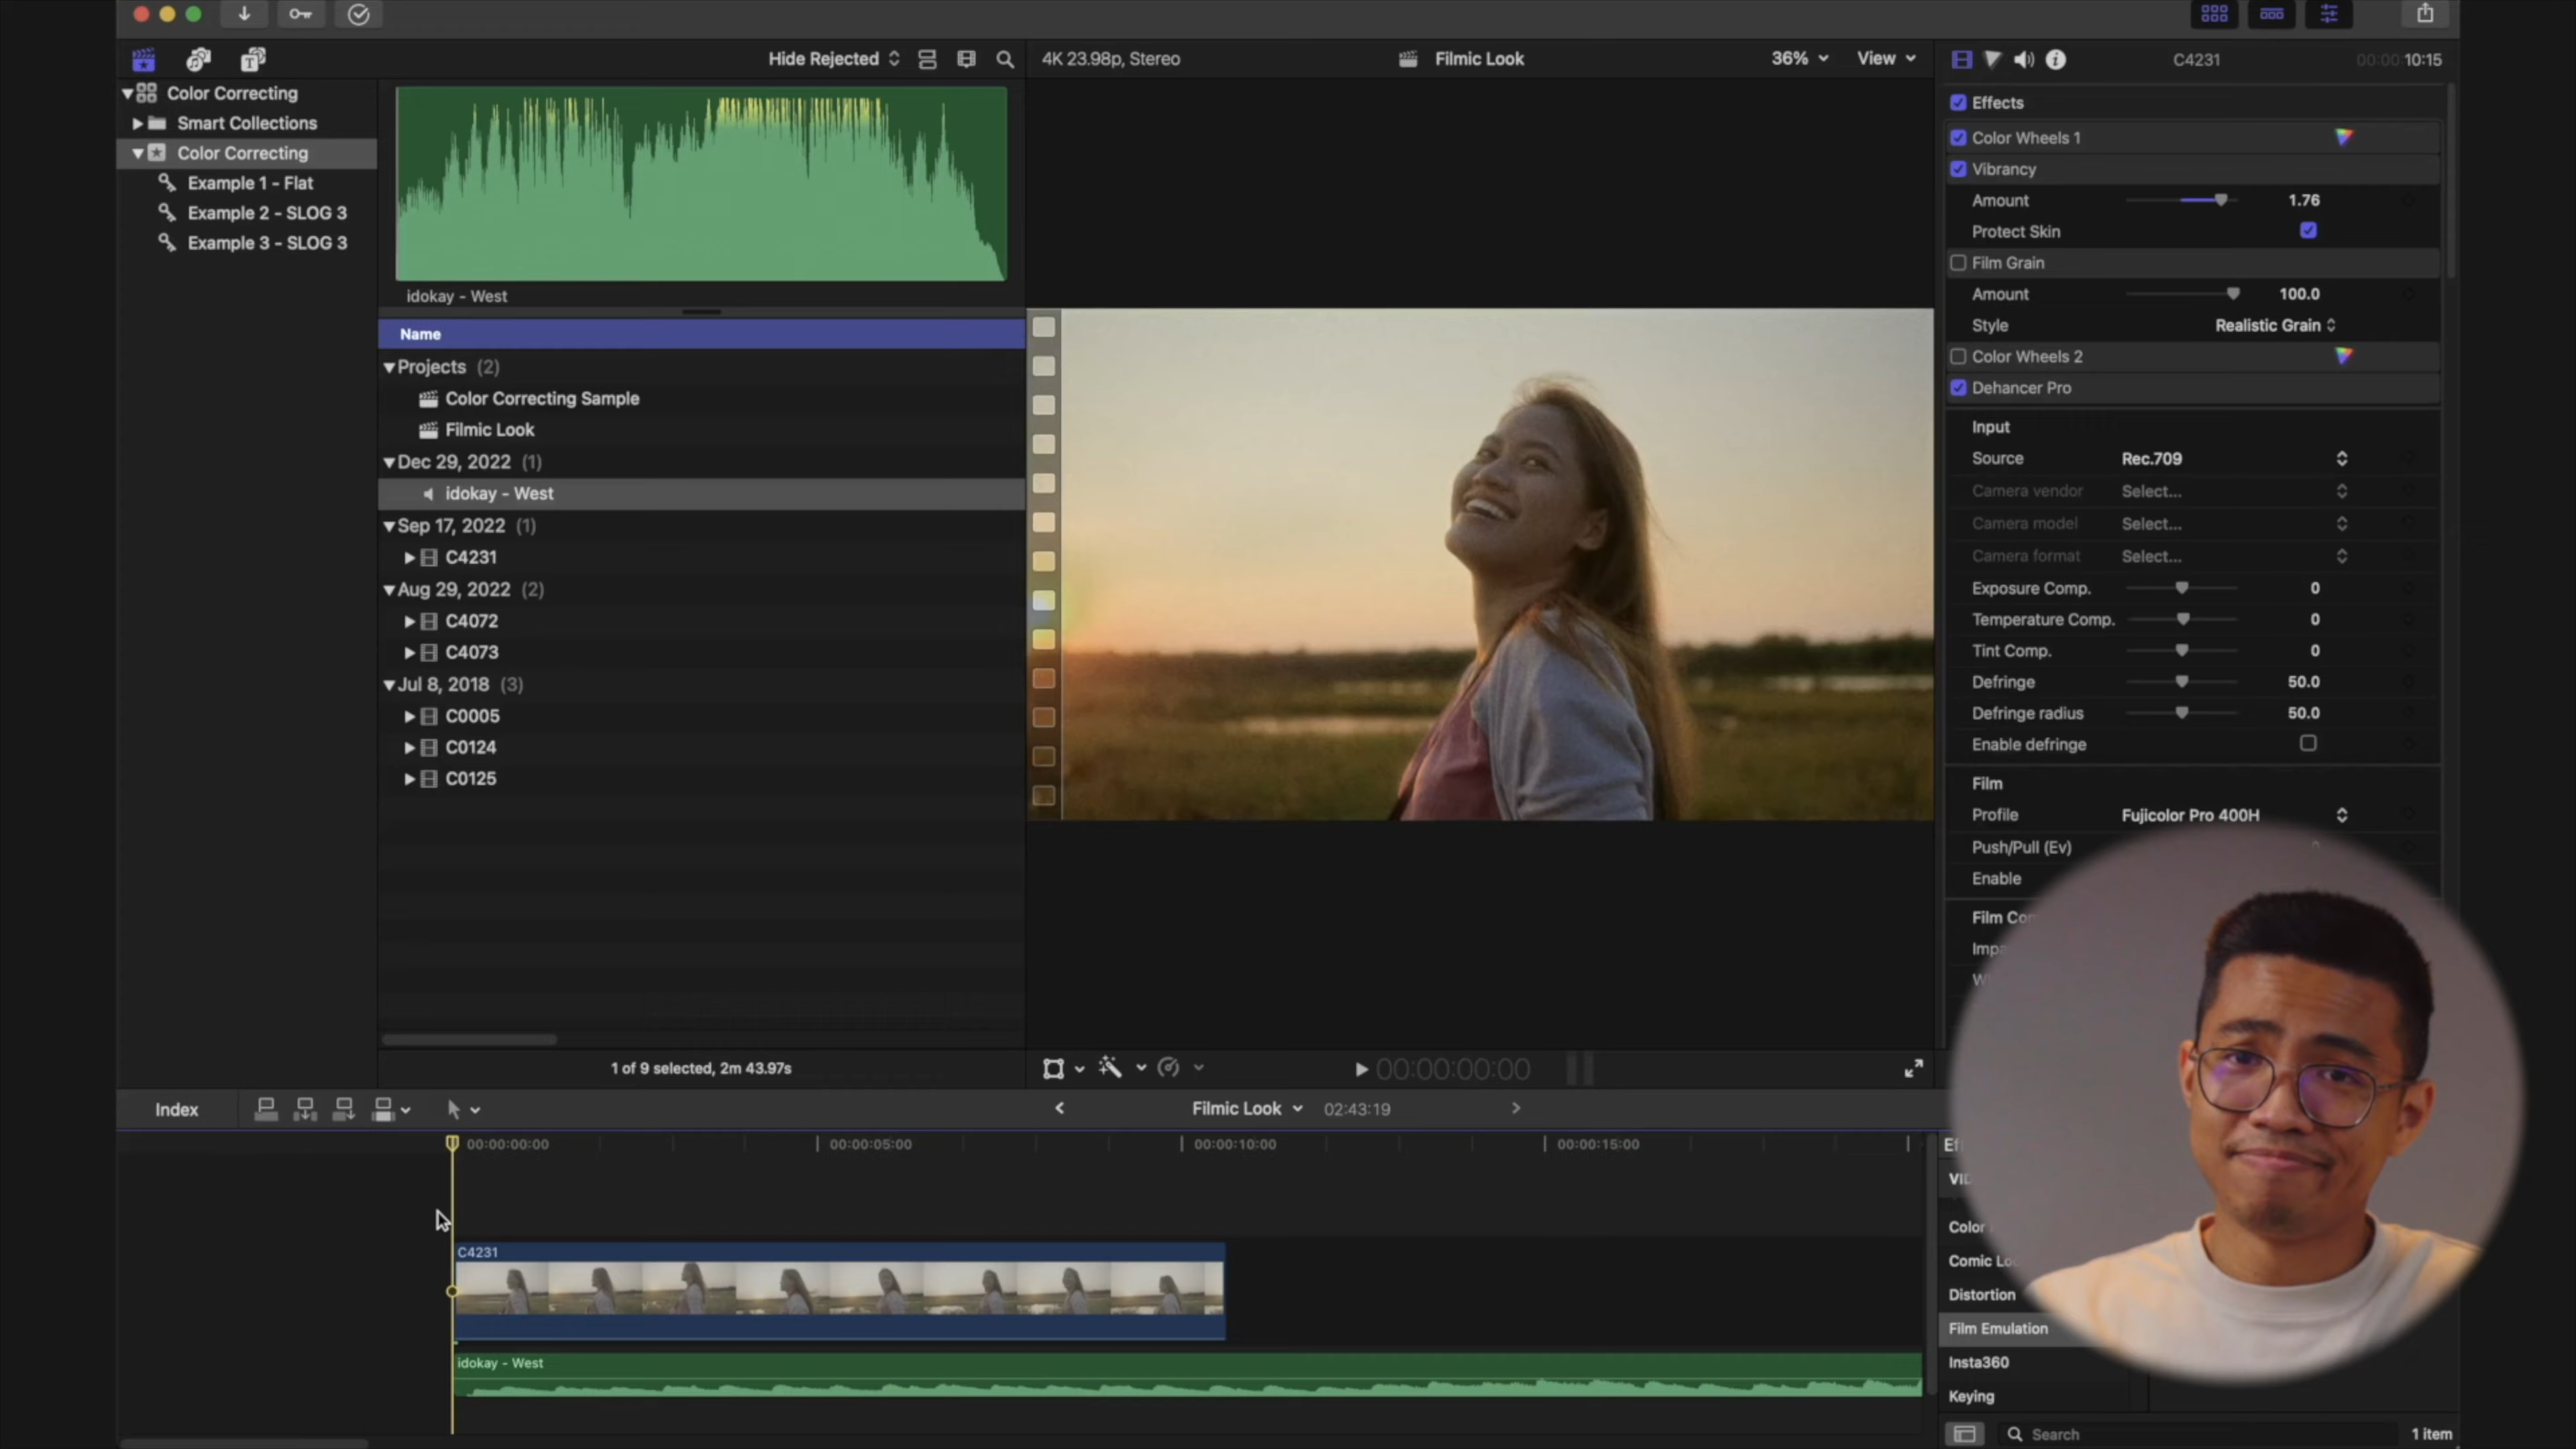 Hide Rejected
4K 23.98p, Stereo
Filmic Look
36%
View
C4231
00:00:10:15
Color Correcting
Smart Collections
Color Correcting
Example 1 - Flat
Example 2 - SLOG 3
Example 3 - SLOG 3
idokay - West
Name
Projects (2)
Color Correcting Sample
Filmic Look
Dec 29, 2022 (1)
idokay - West
Sep 17, 2022 (1)
C4231
Aug 29, 2022 (2)
C4072
C4073
Jul 8, 2018 (3)
C0005
C0124
C0125
1 of 9 selected, 2m 43.97s
00:00:00:00
Effects
Color Wheels 1
Vibrancy
Amount 1.76
Protect Skin
Film Grain
Amount 100.0
Style Realistic Grain
Color Wheels 2
Dehancer Pro
Input
Source Rec.709
Camera vendor Select...
Camera model Select...
Camera format Select...
Exposure Comp. 0
Temperature Comp. 0
Tint Comp. 0
Defringe 50.0
Defringe radius 50.0
Enable defringe
Film
Profile Fujicolor Pro 400H
Push/Pull (Ev)
Enable
Film
Index
Filmic Look
02:43:19
00:00:00:00
00:00:05:00
00:00:10:00
00:00:15:00
C4231
idokay - West
Color
Comic
Distortion
Film Emulation
Insta360
Keying
Search
1 item